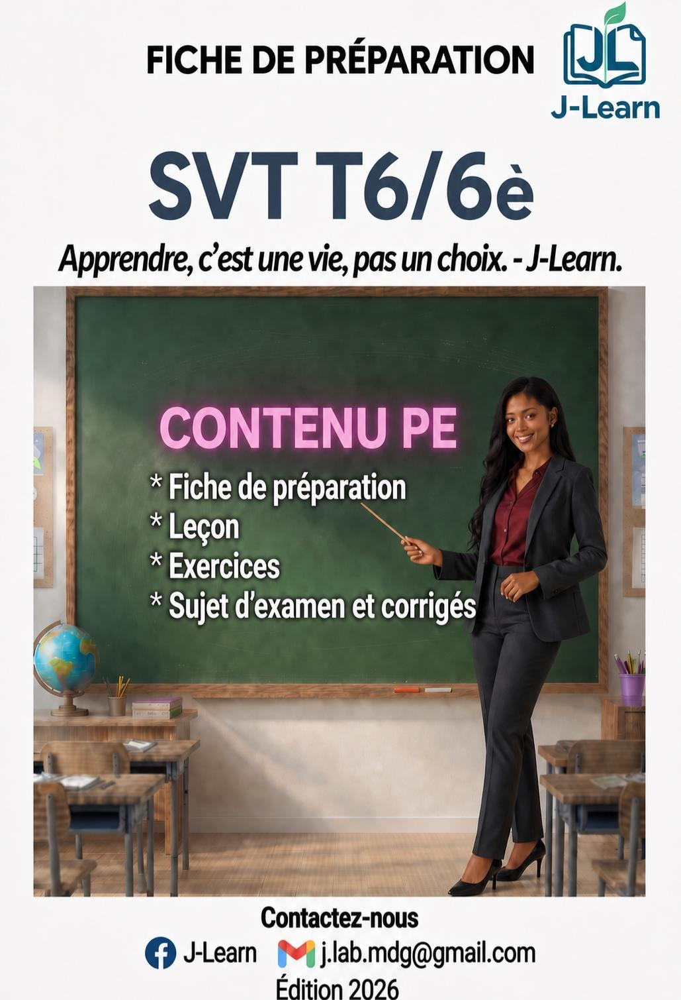 FICHE DE PRÉPARATION
JL
J-Learn
SVT T6/6è
Apprendre, c'est une vie, pas un choix. - J-Learn.
CONTENU PE
* Fiche de préparation
* Leçon
* Exercices
* Sujet d'examen et corrigés
Contactez-nous
J-Learn j.lab.mdg@gmail.com
Édition 2026